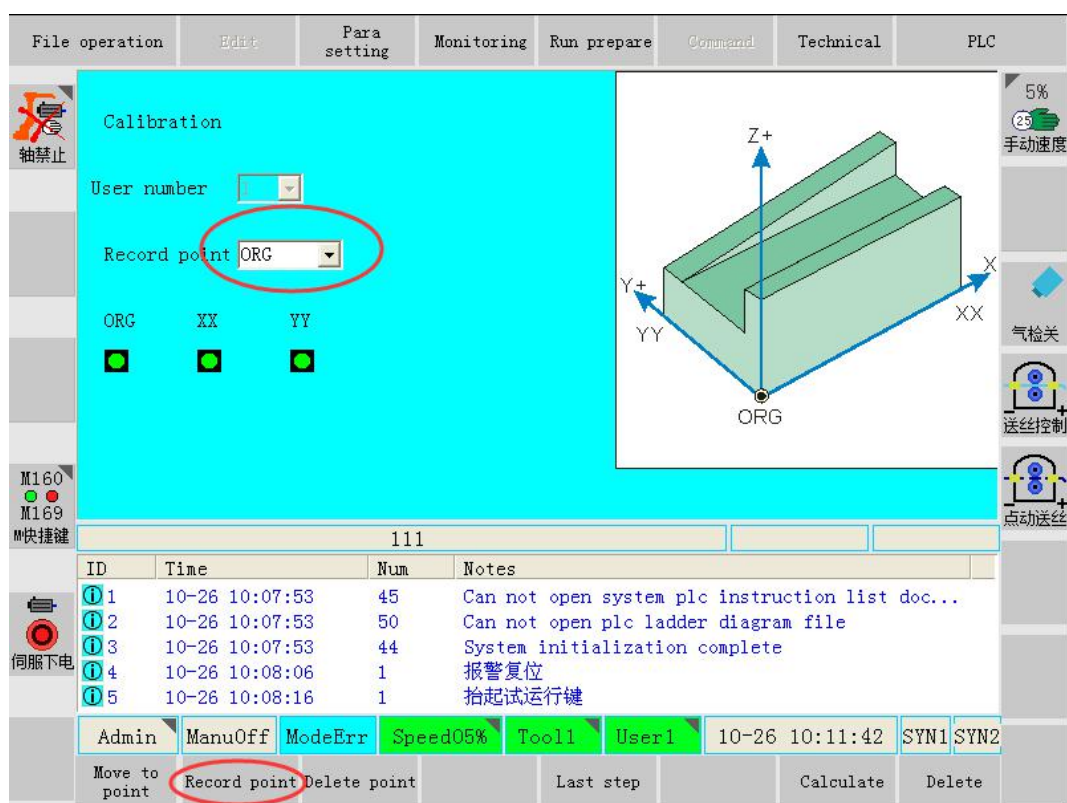 File operation
Edit
Para setting
Monitoring
Run prepare
Command
Technical
PLC
轴禁止
M160
M169
M快捷键
伺服下电
Calibration
User number 1
Record point ORG
ORG XX YY
Z+
Y+
YY
X
XX
ORG
5%
25
手动速度
气检关
送丝控制
点动送丝
111
ID Time Num Notes
1 10-26 10:07:53 45 Can not open system plc instruction list doc...
2 10-26 10:07:53 50 Can not open plc ladder diagram file
3 10-26 10:07:53 44 System initialization complete
4 10-26 10:08:06 1 报警复位
5 10-26 10:08:16 1 抬起试运行键
Admin ManuOff ModeErr Speed05% Tool1 User1 10-26 10:11:42 SYN1 SYN2
Move to point
Record point
Delete point
Last step
Calculate
Delete